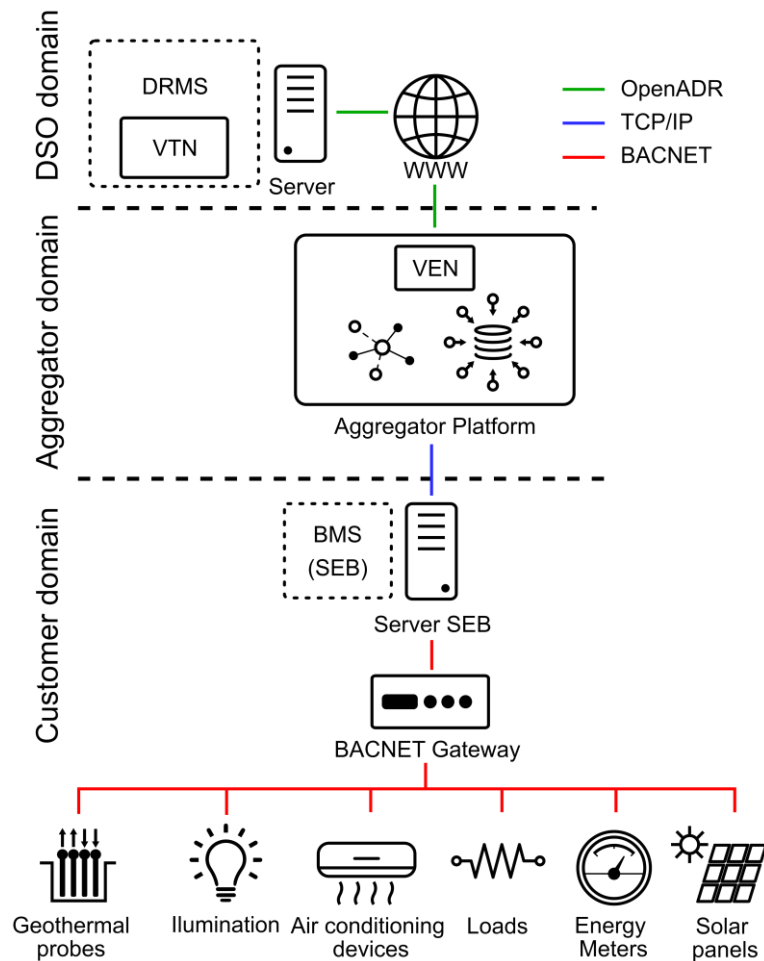 DSO domain
DRMS
VTN
Server
WWW
OpenADR
TCP/IP
BACNET
Aggregator domain
VEN
Aggregator Platform
Customer domain
BMS
(SEB)
Server SEB
BACNET Gateway
Geothermal
probes
Ilumination
Air conditioning
devices
Loads
Energy
Meters
Solar
panels